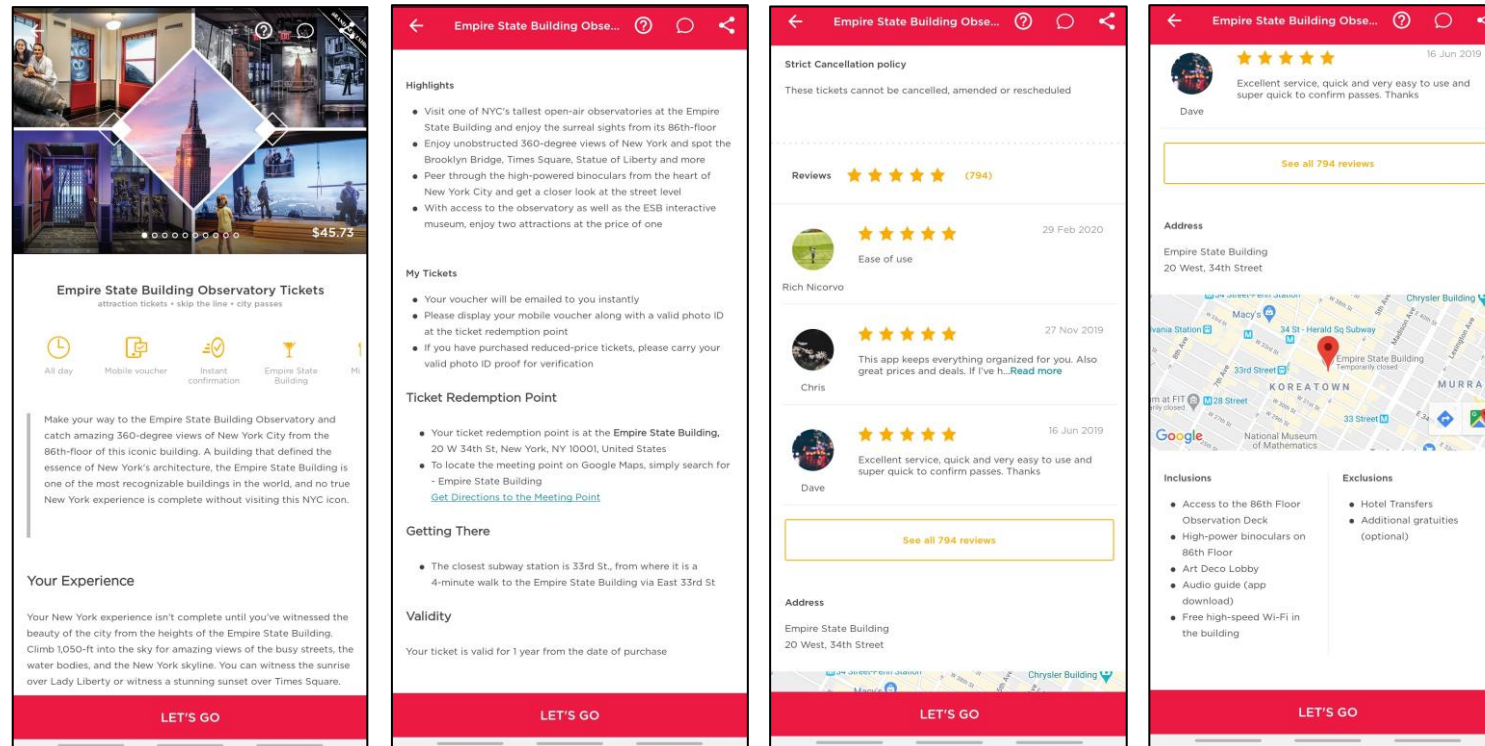 $45.73
Empire State Building Observatory Tickets
attraction tickets • skip the line • city passes
All day
Mobile voucher
Instant
confirmation
Empire State
Building
Mi
Make your way to the Empire State Building Observatory and
catch amazing 360-degree views of New York City from the
86th-floor of this iconic building. A building that defined the
essence of New York's architecture, the Empire State Building is
one of the most recognizable buildings in the world, and no true
New York experience is complete without visiting this NYC icon.
Your Experience
Your New York experience isn't complete until you've witnessed the
beauty of the city from the heights of the Empire State Building.
Climb 1,050-ft into the sky for amazing views of the busy streets, the
water bodies, and the New York skyline. You can witness the sunrise
over Lady Liberty or witness a stunning sunset over Times Square.
LET'S GO
Empire State Building Obse...
Highlights
• Visit one of NYC's tallest open-air observatories at the Empire
State Building and enjoy the surreal sights from its 86th-floor
• Enjoy unobstructed 360-degree views of New York and spot the
Brooklyn Bridge, Times Square, Statue of Liberty and more
• Peer through the high-powered binoculars from the heart of
New York City and get a closer look at the street level
• With access to the observatory as well as the ESB interactive
museum, enjoy two attractions at the price of one
My Tickets
• Your voucher will be emailed to you instantly
• Please display your mobile voucher along with a valid photo ID
at the ticket redemption point
• If you have purchased reduced-price tickets, please carry your
valid photo ID proof for verification
Ticket Redemption Point
• Your ticket redemption point is at the Empire State Building,
20 W 34th St, New York, NY 10001, United States
• To locate the meeting point on Google Maps, simply search for
- Empire State Building
Get Directions to the Meeting Point
Getting There
• The closest subway station is 33rd St., from where it is a
4-minute walk to the Empire State Building via East 33rd St
Validity
Your ticket is valid for 1 year from the date of purchase
LET'S GO
Empire State Building Obse...
Strict Cancellation policy
These tickets cannot be cancelled, amended or rescheduled
Reviews (794)
29 Feb 2020
Ease of use
Rich Nicorvo
27 Nov 2019
This app keeps everything organized for you. Also
great prices and deals. If I've h...Read more
Chris
16 Jun 2019
Excellent service, quick and very easy to use and
super quick to confirm passes. Thanks
Dave
See all 794 reviews
Address
Empire State Building
20 West, 34th Street
Chrysler Building
LET'S GO
Empire State Building Obse...
16 Jun 2019
Excellent service, quick and very easy to use and
super quick to confirm passes. Thanks
Dave
See all 794 reviews
Address
Empire State Building
20 West, 34th Street
Chrysler Building
Macy's
vania Station
34 St - Herald Sq Subway
Empire State Building
Temporarily closed
33rd Street
KOREATOWN
MURRA
m at FIT
28 Street
33 Street
Google
National Museum
of Mathematics
Inclusions
• Access to the 86th Floor
Observation Deck
• High-power binoculars on
86th Floor
• Art Deco Lobby
• Audio guide (app
download)
• Free high-speed Wi-Fi in
the building
Exclusions
• Hotel Transfers
• Additional gratuities
(optional)
LET'S GO